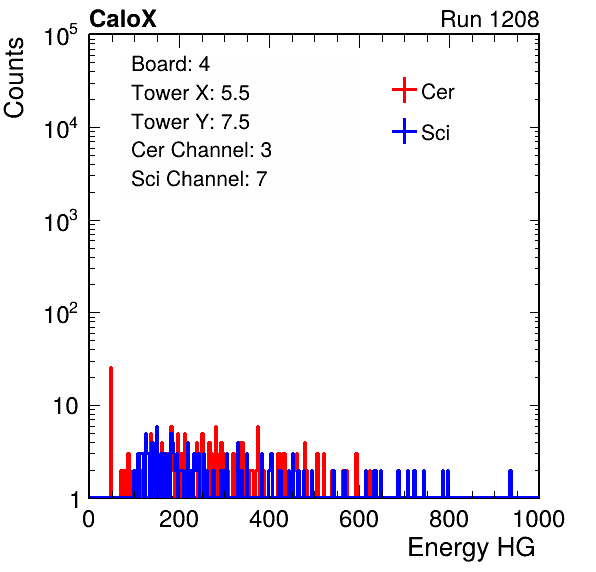 CaloX Run 1208
Counts
Board: 4
Tower X: 5.5
Tower Y: 7.5
Cer Channel: 3
Sci Channel: 7
Cer
Sci
10^5
10^4
10^3
10^2
10
1
0 200 400 600 800 1000
Energy HG